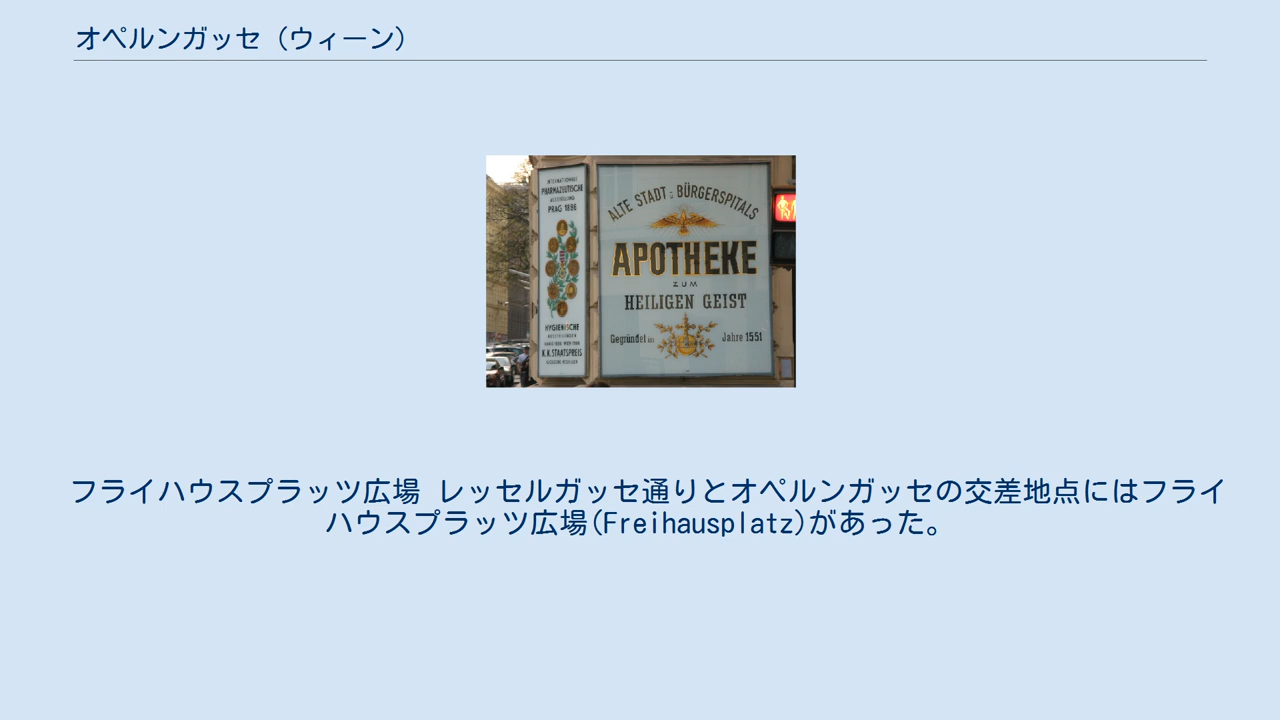 オペルンガッセ (ウィーン)
INTERNATIONALE
PHARMAZEUTISCHE
AUSSTELLUNG
PRAG 1896
HYGIENISCHE
K.K. STAATSPREIS
ALTE STADT BÜRGERSPITALS
APOTHEKE
ZUM
HEILIGEN GEIST
Gegründet im Jahre 1551
フライハウスプラッツ広場 レッセルガッセ通りとオペルンガッセの交差地点にはフライ
ハウスプラッツ広場(Freihausplatz)があった。